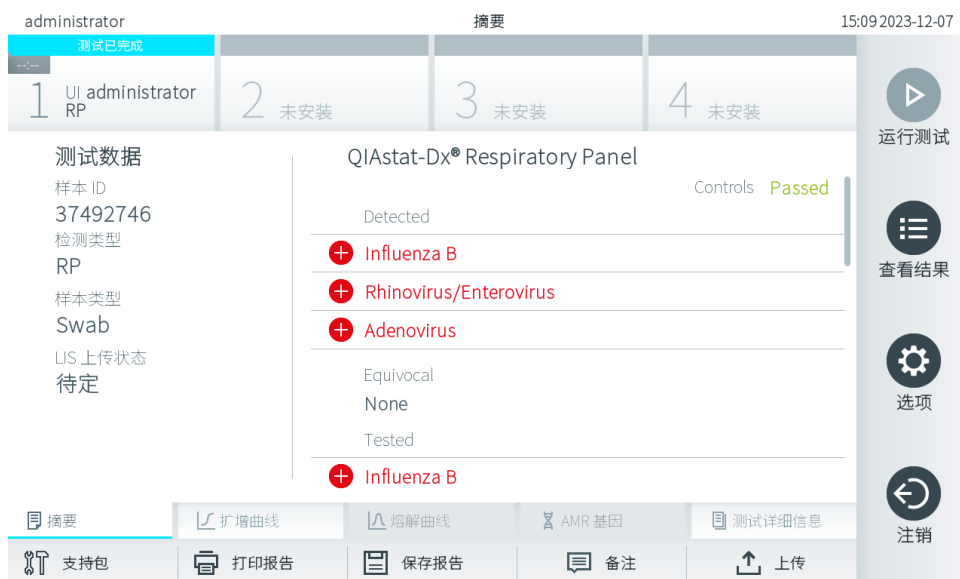 administrator
摘要
15:09 2023-12-07
测试已完成
--:--
1 UI administrator
RP
2 未安装
3 未安装
4 未安装
运行测试
查看结果
选项
注销
测试数据
样本 ID
37492746
检测类型
RP
样本类型
Swab
LIS 上传状态
待定
QIAstat-Dx® Respiratory Panel
Controls Passed
Detected
Influenza B
Rhinovirus/Enterovirus
Adenovirus
Equivocal
None
Tested
Influenza B
摘要
扩增曲线
熔解曲线
AMR 基因
测试详细信息
支持包
打印报告
保存报告
备注
上传